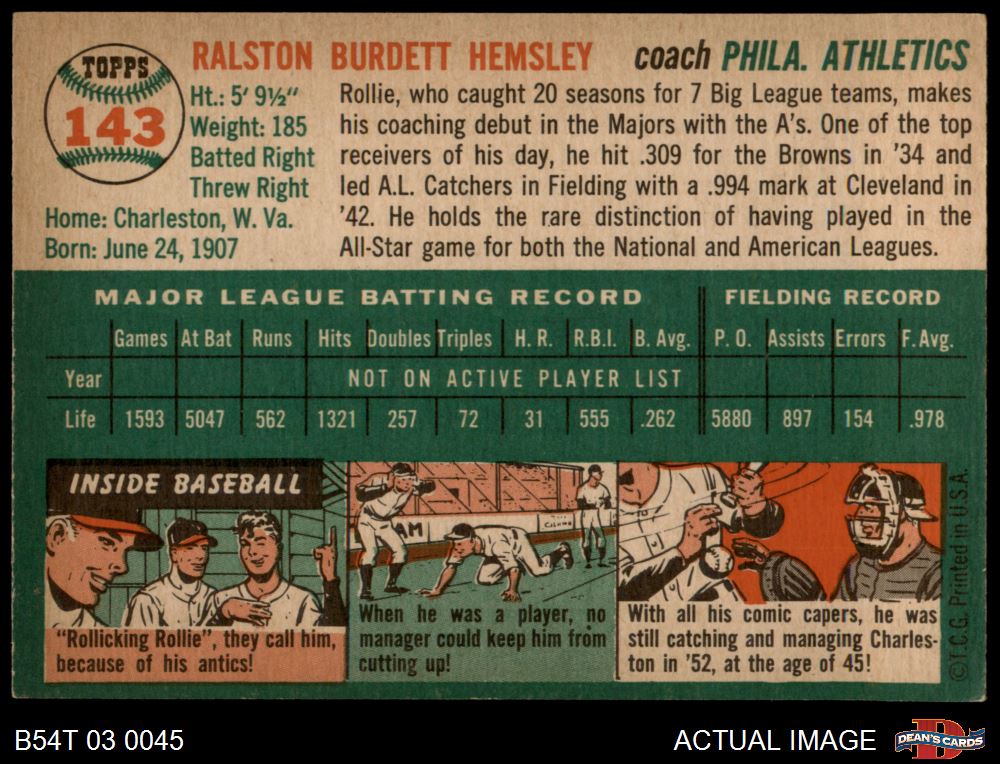 TOPPS
143
RALSTON BURDETT HEMSLEY coach PHILA. ATHLETICS
Ht.: 5' 9½"
Weight: 185
Batted Right
Threw Right
Home: Charleston, W. Va.
Born: June 24, 1907
Rollie, who caught 20 seasons for 7 Big League teams, makes
his coaching debut in the Majors with the A's. One of the top
receivers of his day, he hit .309 for the Browns in '34 and
led A.L. Catchers in Fielding with a .994 mark at Cleveland in
'42. He holds the rare distinction of having played in the
All-Star game for both the National and American Leagues.
MAJOR LEAGUE BATTING RECORD FIELDING RECORD
Games At Bat Runs Hits Doubles Triples H. R. R.B.I. B. Avg. P. O. Assists Errors F. Avg.
Year NOT ON ACTIVE PLAYER LIST
Life 1593 5047 562 1321 257 72 31 555 .262 5880 897 154 .978
INSIDE BASEBALL
"Rollicking Rollie", they call him,
because of his antics!
AM
When he was a player, no
manager could keep him from
cutting up!
With all his comic capers, he was
still catching and managing Charles-
ton in '52, at the age of 45!
©T.C.G. Printed in U.S.A.
B54T 03 0045
ACTUAL IMAGE
DEAN'S CARDS